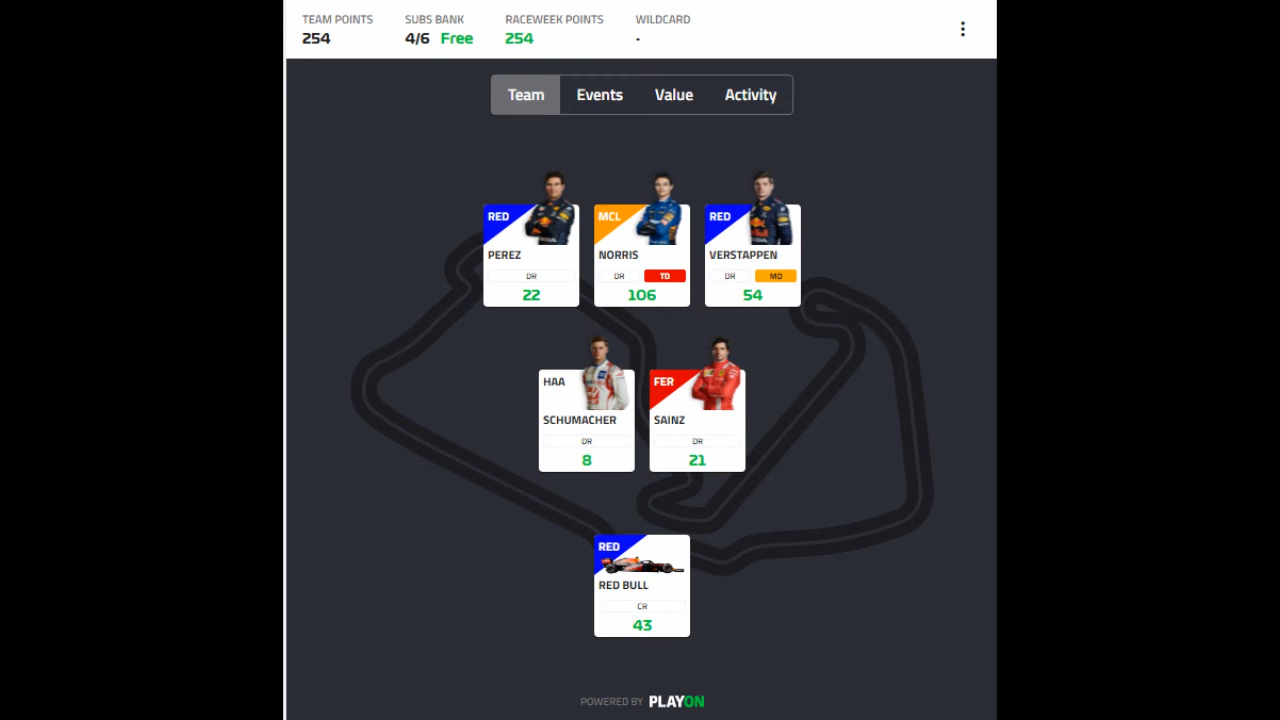 TEAM POINTS SUBS BANK RACEWEEK POINTS WILDCARD
254 4/6 Free 254 -
Team Events Value Activity
RED MCL RED
PEREZ NORRIS VERSTAPPEN
DR DR TD DR MD
22 106 54
HAA FER
SCHUMACHER SAINZ
DR DR
8 21
RED
RED BULL
CR
43
POWERED BY PLAYON